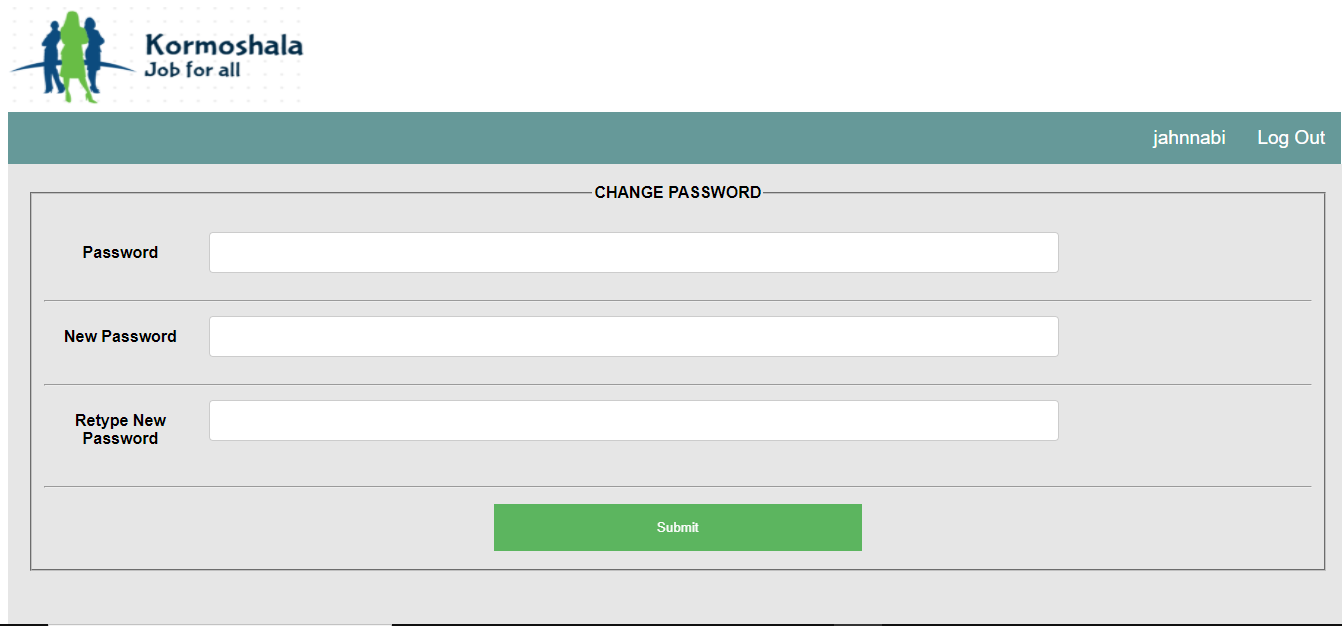 Kormoshala
Job for all
jahnnabi Log Out
CHANGE PASSWORD
Password
New Password
Retype New
Password
Submit